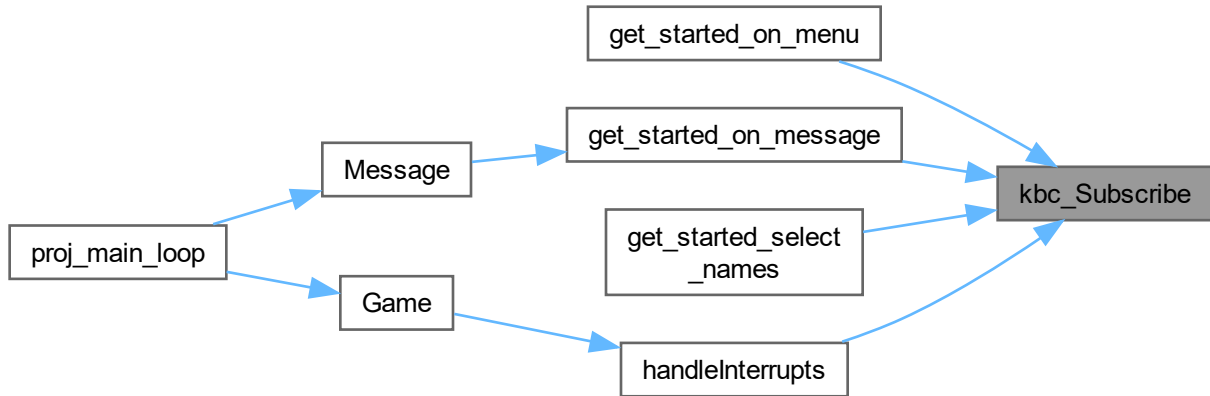 get_started_on_menu
get_started_on_message
Message
kbc_Subscribe
get_started_select
_names
proj_main_loop
Game
handleInterrupts